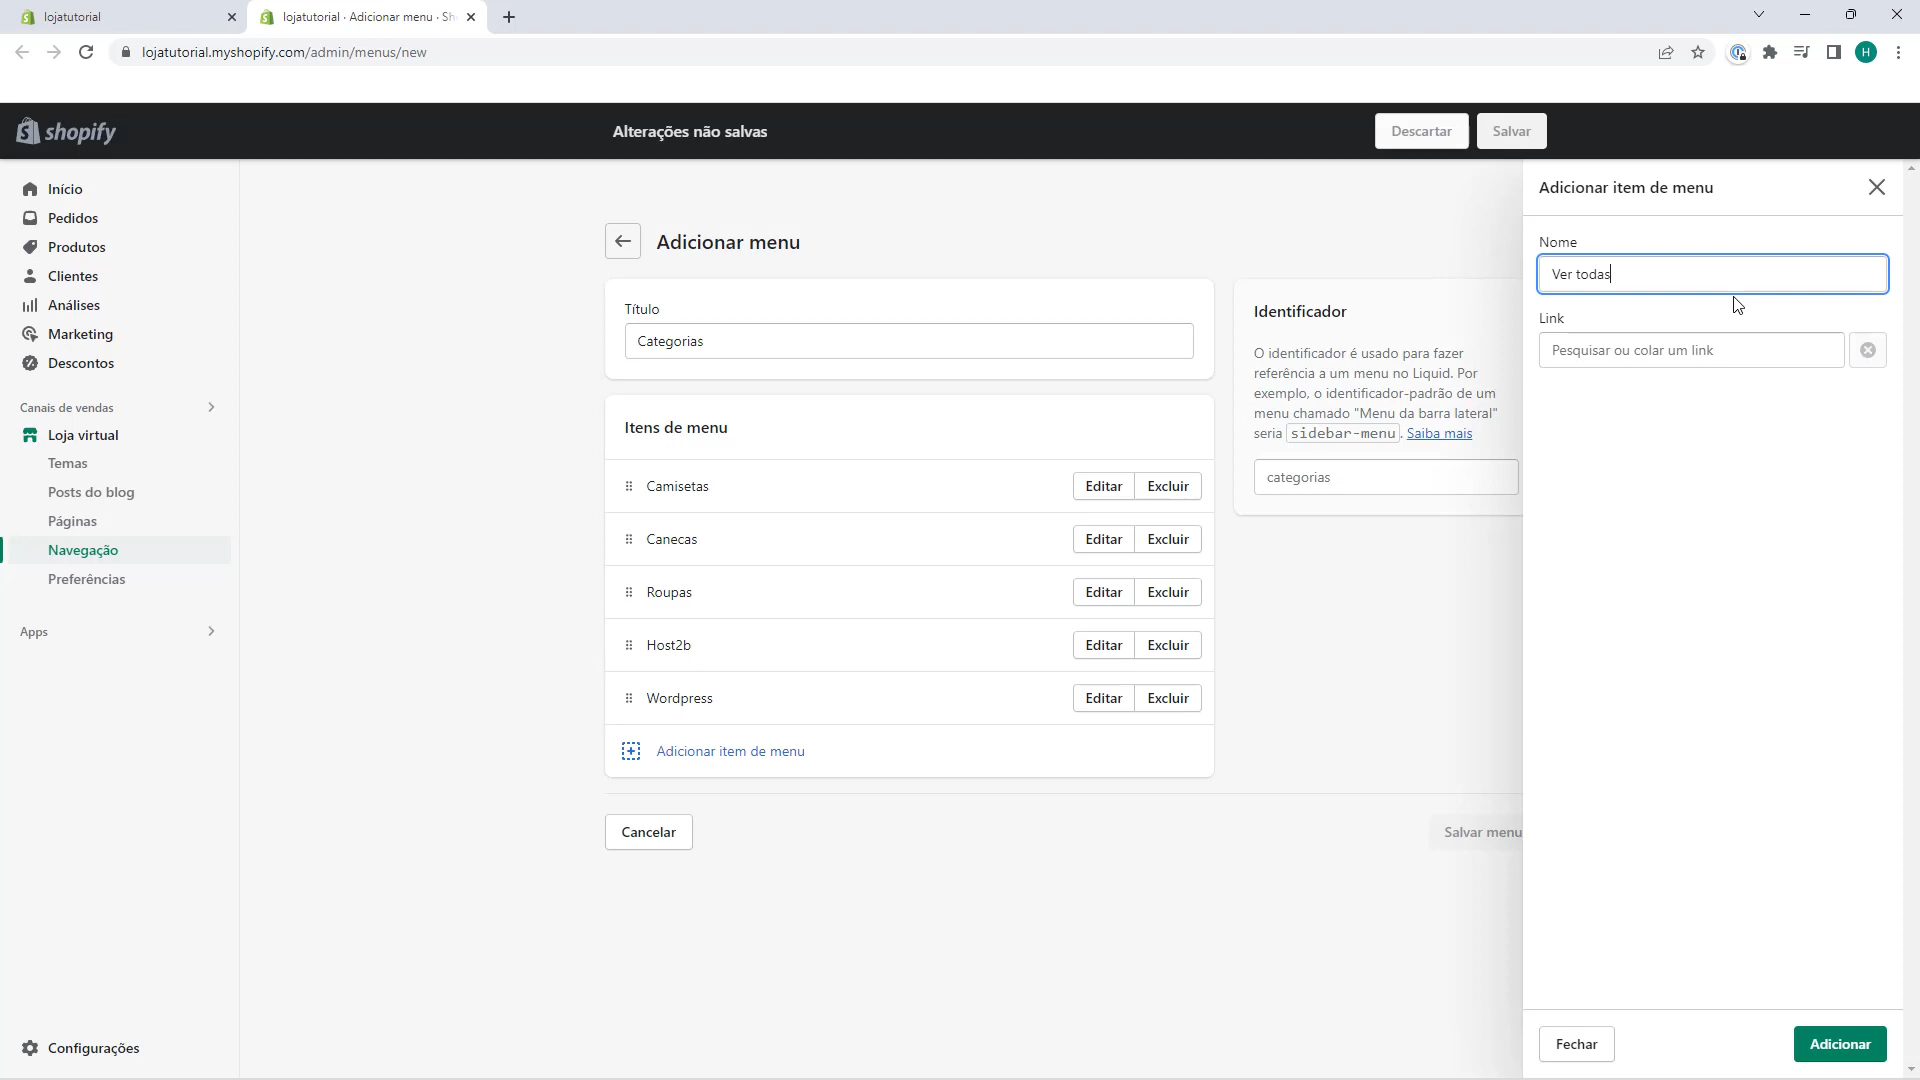 lojatutorial
lojatutorial · Adicionar menu · Sh
lojatutorial.myshopify.com/admin/menus/new
H
shopify
Alterações não salvas
Descartar
Salvar
Início
Pedidos
Produtos
Clientes
Análises
Marketing
Descontos
Canais de vendas
Loja virtual
Temas
Posts do blog
Páginas
Navegação
Preferências
Apps
Configurações
Adicionar menu
Título
Categorias
Itens de menu
Camisetas Editar Excluir
Canecas Editar Excluir
Roupas Editar Excluir
Host2b Editar Excluir
Wordpress Editar Excluir
Adicionar item de menu
Cancelar
Salvar menu
Identificador
O identificador é usado para fazer
referência a um menu no Liquid. Por
exemplo, o identificador-padrão de um
menu chamado "Menu da barra lateral"
seria sidebar-menu. Saiba mais
categorias
Adicionar item de menu
Nome
Ver todas
Link
Pesquisar ou colar um link
Fechar
Adicionar